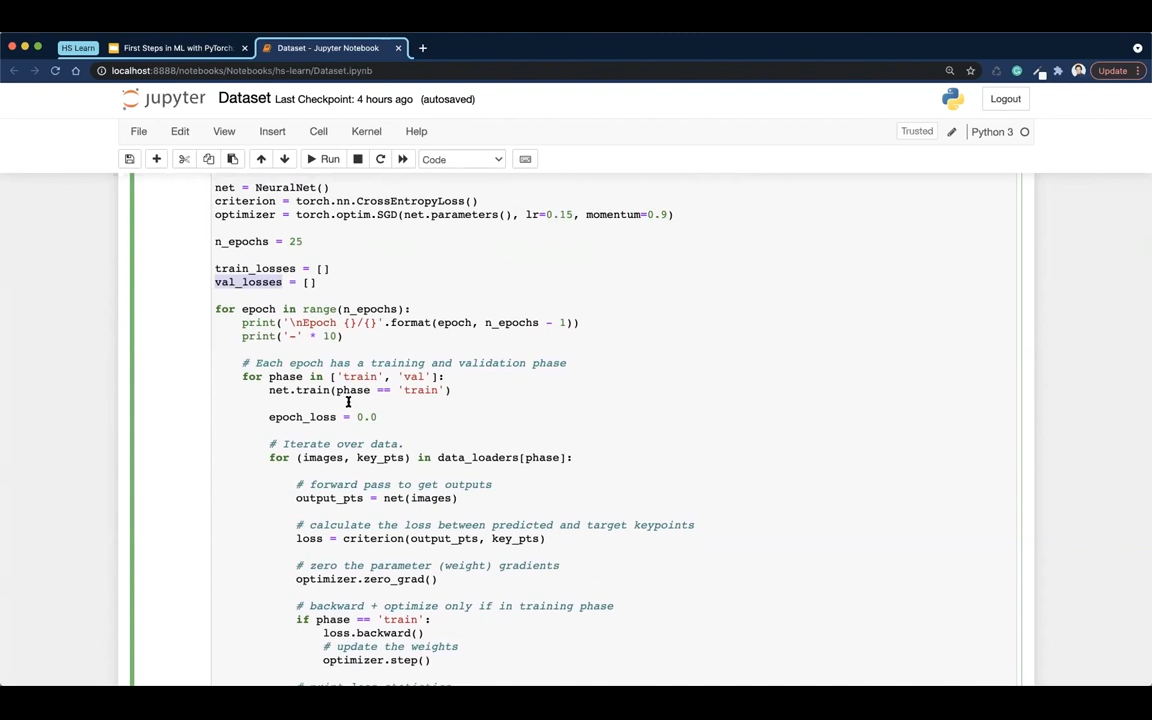 HS Learn
First Steps in ML with PyTorch
Dataset - Jupyter Notebook
localhost:8888/notebooks/Notebooks/hs-learn/Dataset.ipynb
Update
jupyter Dataset Last Checkpoint: 4 hours ago (autosaved)
Logout
File Edit View Insert Cell Kernel Help
Trusted
Python 3
Run
Code
net = NeuralNet()
criterion = torch.nn.CrossEntropyLoss()
optimizer = torch.optim.SGD(net.parameters(), lr=0.15, momentum=0.9)
n_epochs = 25
train_losses = []
val_losses = []
for epoch in range(n_epochs):
    print('\nEpoch {}/{}'.format(epoch, n_epochs - 1))
    print('-' * 10)
    # Each epoch has a training and validation phase
    for phase in ['train', 'val']:
        net.train(phase == 'train')
        epoch_loss = 0.0
        # Iterate over data.
        for (images, key_pts) in data_loaders[phase]:
            # forward pass to get outputs
            output_pts = net(images)
            # calculate the loss between predicted and target keypoints
            loss = criterion(output_pts, key_pts)
            # zero the parameter (weight) gradients
            optimizer.zero_grad()
            # backward + optimize only if in training phase
            if phase == 'train':
                loss.backward()
                # update the weights
                optimizer.step()